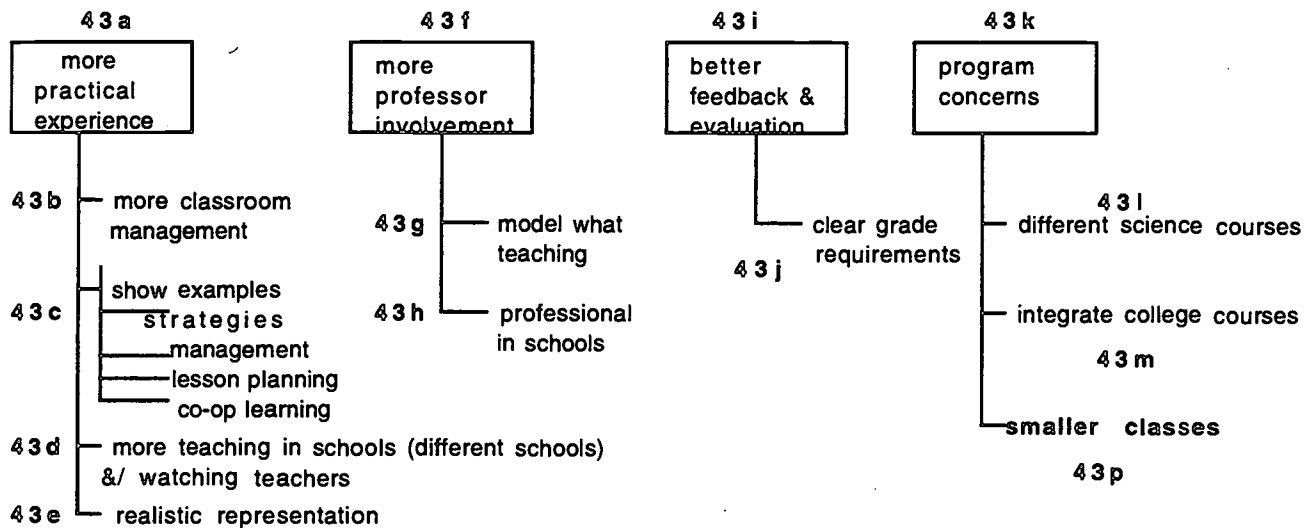 43a
more
practical
experience
43b
more classroom
management
43c
show examples
strategies
management
lesson planning
co-op learning
43d
more teaching in schools (different schools)
&/ watching teachers
43e
realistic representation
43f
more
professor
involvement
43g
model what
teaching
43h
professional
in schools
43i
better
feedback &
evaluation
clear grade
requirements
43j
43k
program
concerns
43l
different science courses
integrate college courses
43m
smaller classes
43p